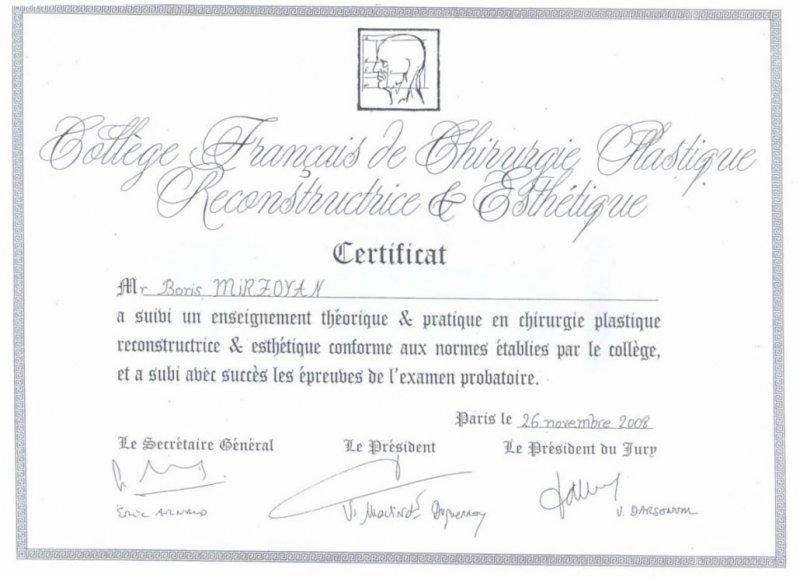 Collège Français de Chirurgie Plastique
Reconstructrice & Esthétique
Certificat
Mr Boris MIRZOYAN
a suivi un enseignement théorique & pratique en chirurgie plastique
reconstructrice & esthétique conforme aux normes établies par le collège,
et a subi avec succès les épreuves de l'examen probatoire.
Paris le 26 novembre 2008
Le Secrétaire Général Le Président Le Président du Jury
Eric ARNAUD V. DARSONVAL